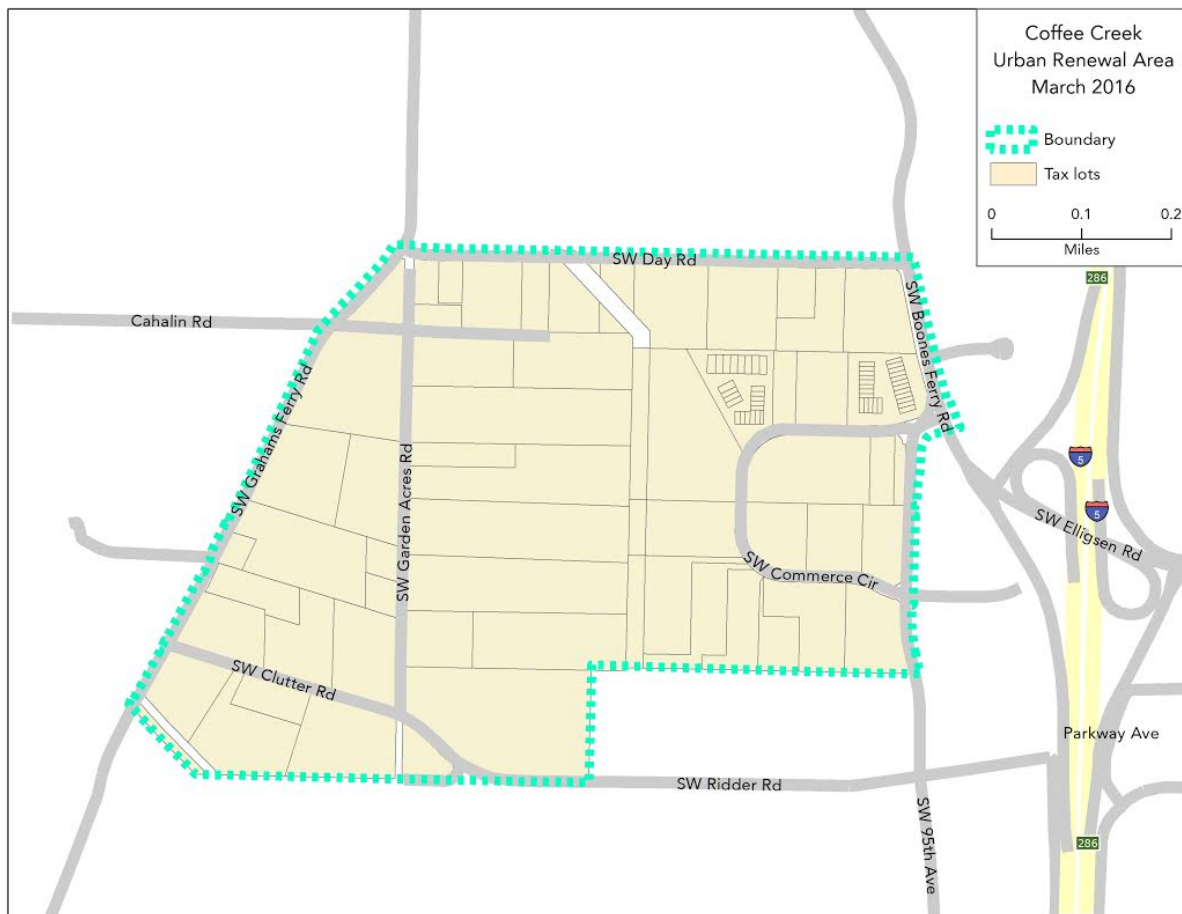 Coffee Creek
Urban Renewal Area
March 2016
Boundary
Tax lots
0 0.1 0.2
Miles
286
SW Day Rd
Cahalin Rd
SW Boones Ferry Rd
SW Grahams Ferry Rd
SW Garden Acres Rd
5
5
SW Elligsen Rd
SW Commerce Cir
SW Clutter Rd
Parkway Ave
SW Ridder Rd
SW 95th Ave
286